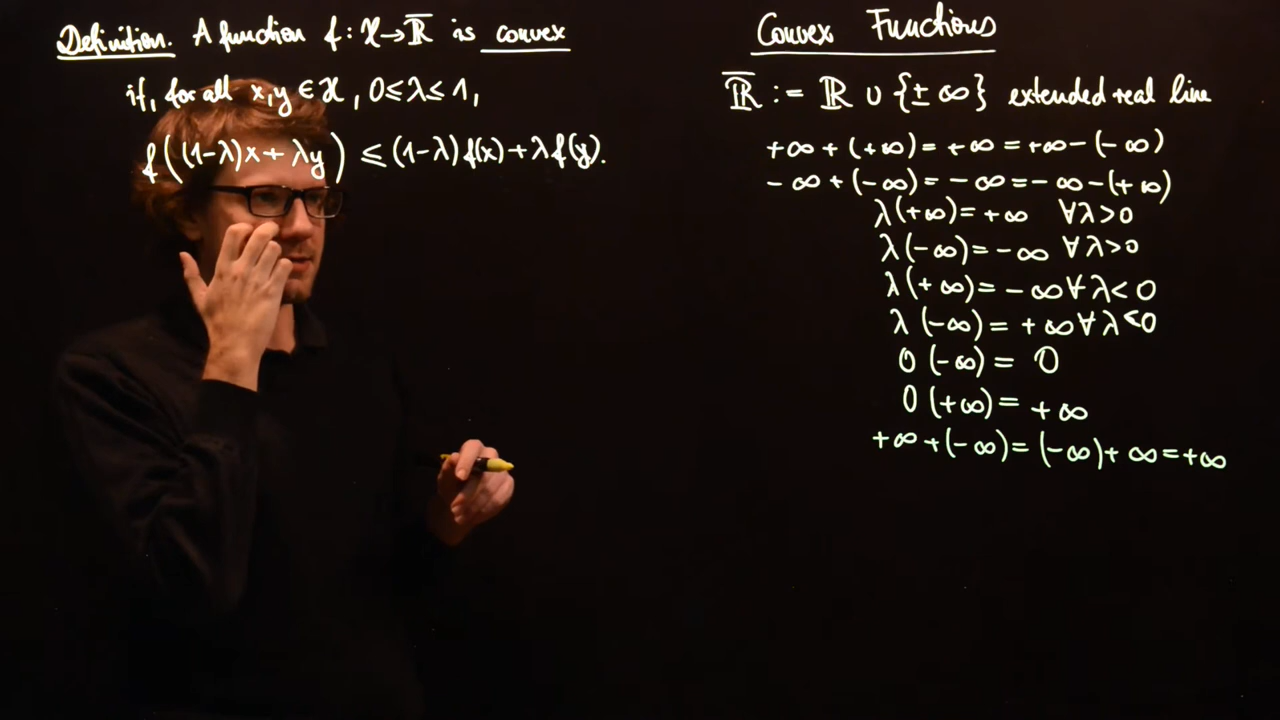 Definition. A function f: X→ℝ̅ is convex
if, for all x,y ∈ X, 0≤λ≤1,
f((1-λ)x+λy) ≤ (1-λ)f(x)+λf(y).
Convex Functions
ℝ̅ := ℝ ∪ {±∞} extended real line
+∞+(+∞)=+∞=+∞-(-∞)
-∞+(-∞)=-∞=-∞-(+∞)
λ(+∞)=+∞ ∀λ>0
λ(-∞)=-∞ ∀λ>0
λ(+∞)=-∞ ∀λ<0
λ(-∞)=+∞ ∀λ<0
0(-∞)=0
0(+∞)=+∞
+∞+(-∞)=(-∞)+∞=+∞